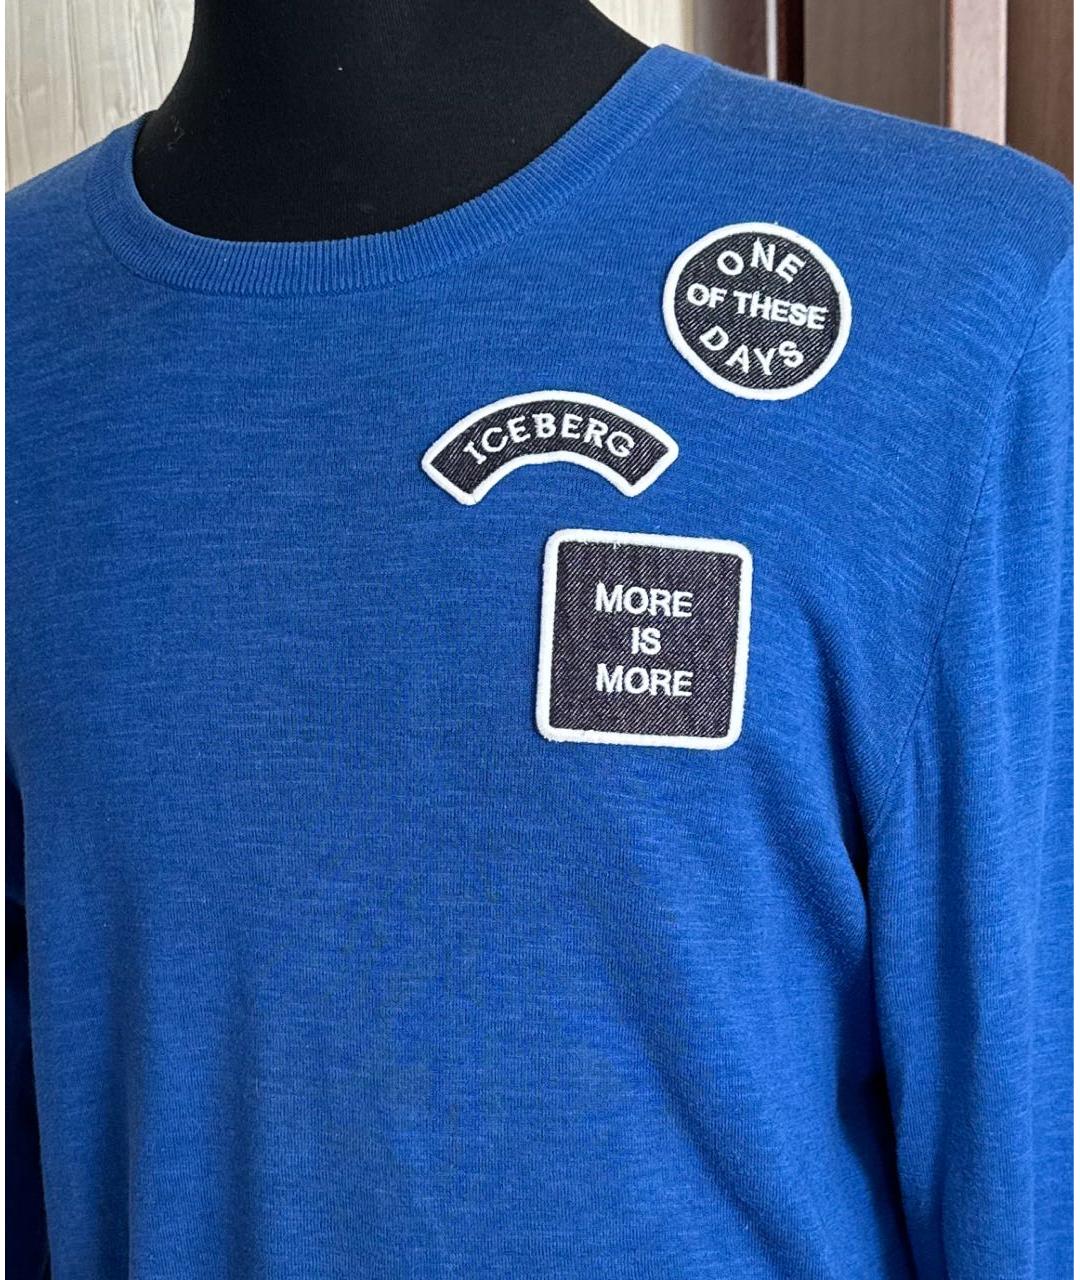 ONE
OF THESE
DAYS
ICEBERG
MORE
IS
MORE